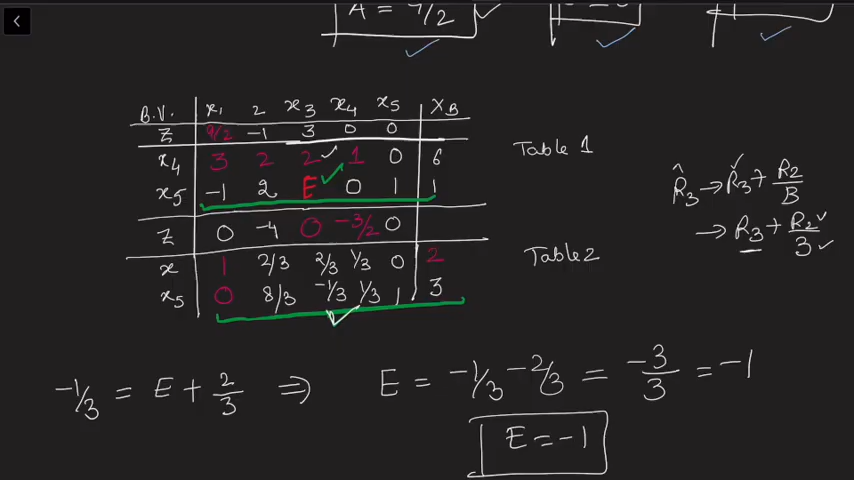 A = 9/2
B.V. x₁ 2 x₃ x₄ x₅ X_B
Z 9/2 -1 3 0 0
x₄ 3 2 2 1 0 6
Table 1
x₅ -1 2 E 0 1 1
R̂₃ → R₃ + R₂/B
Z 0 -4 0 -3/2 0
→ R₃ + R₂/3
x 1 2/3 2/3 1/3 0 2
Table 2
x₅ 0 8/3 -1/3 1/3 1 3
-1/3 = E + 2/3 ⇒ E = -1/3 - 2/3 = -3/3 = -1
E = -1